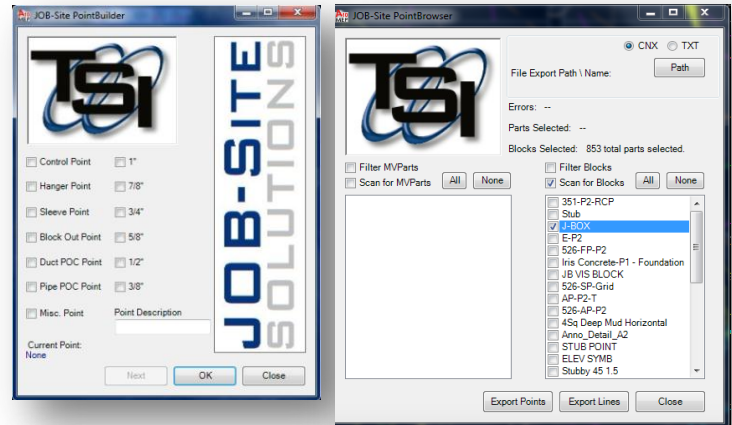 JOB-Site PointBuilder
TSI
JOB-SITE
SOLUTIONS
Control Point
1"
Hanger Point
7/8"
Sleeve Point
3/4"
Block Out Point
5/8"
Duct POC Point
1/2"
Pipe POC Point
3/8"
Misc. Point
Point Description
Current Point:
None
Next
OK
Close
JOB-Site PointBrowser
TSI
CNX
TXT
File Export Path \ Name:
Path
Errors: --
Parts Selected: --
Blocks Selected: 853 total parts selected.
Filter MVParts
Scan for MVParts
All
None
Filter Blocks
Scan for Blocks
All
None
351-P2-RCP
Stub
J-BOX
E-P2
526-FP-P2
Iris Concrete-P1 - Foundation
JB VIS BLOCK
526-SP-Grid
AP-P2-T
526-AP-P2
4Sq Deep Mud Horizontal
Anno_Detail_A2
STUB POINT
ELEV SYMB
Stubby 45 1.5
Export Points
Export Lines
Close